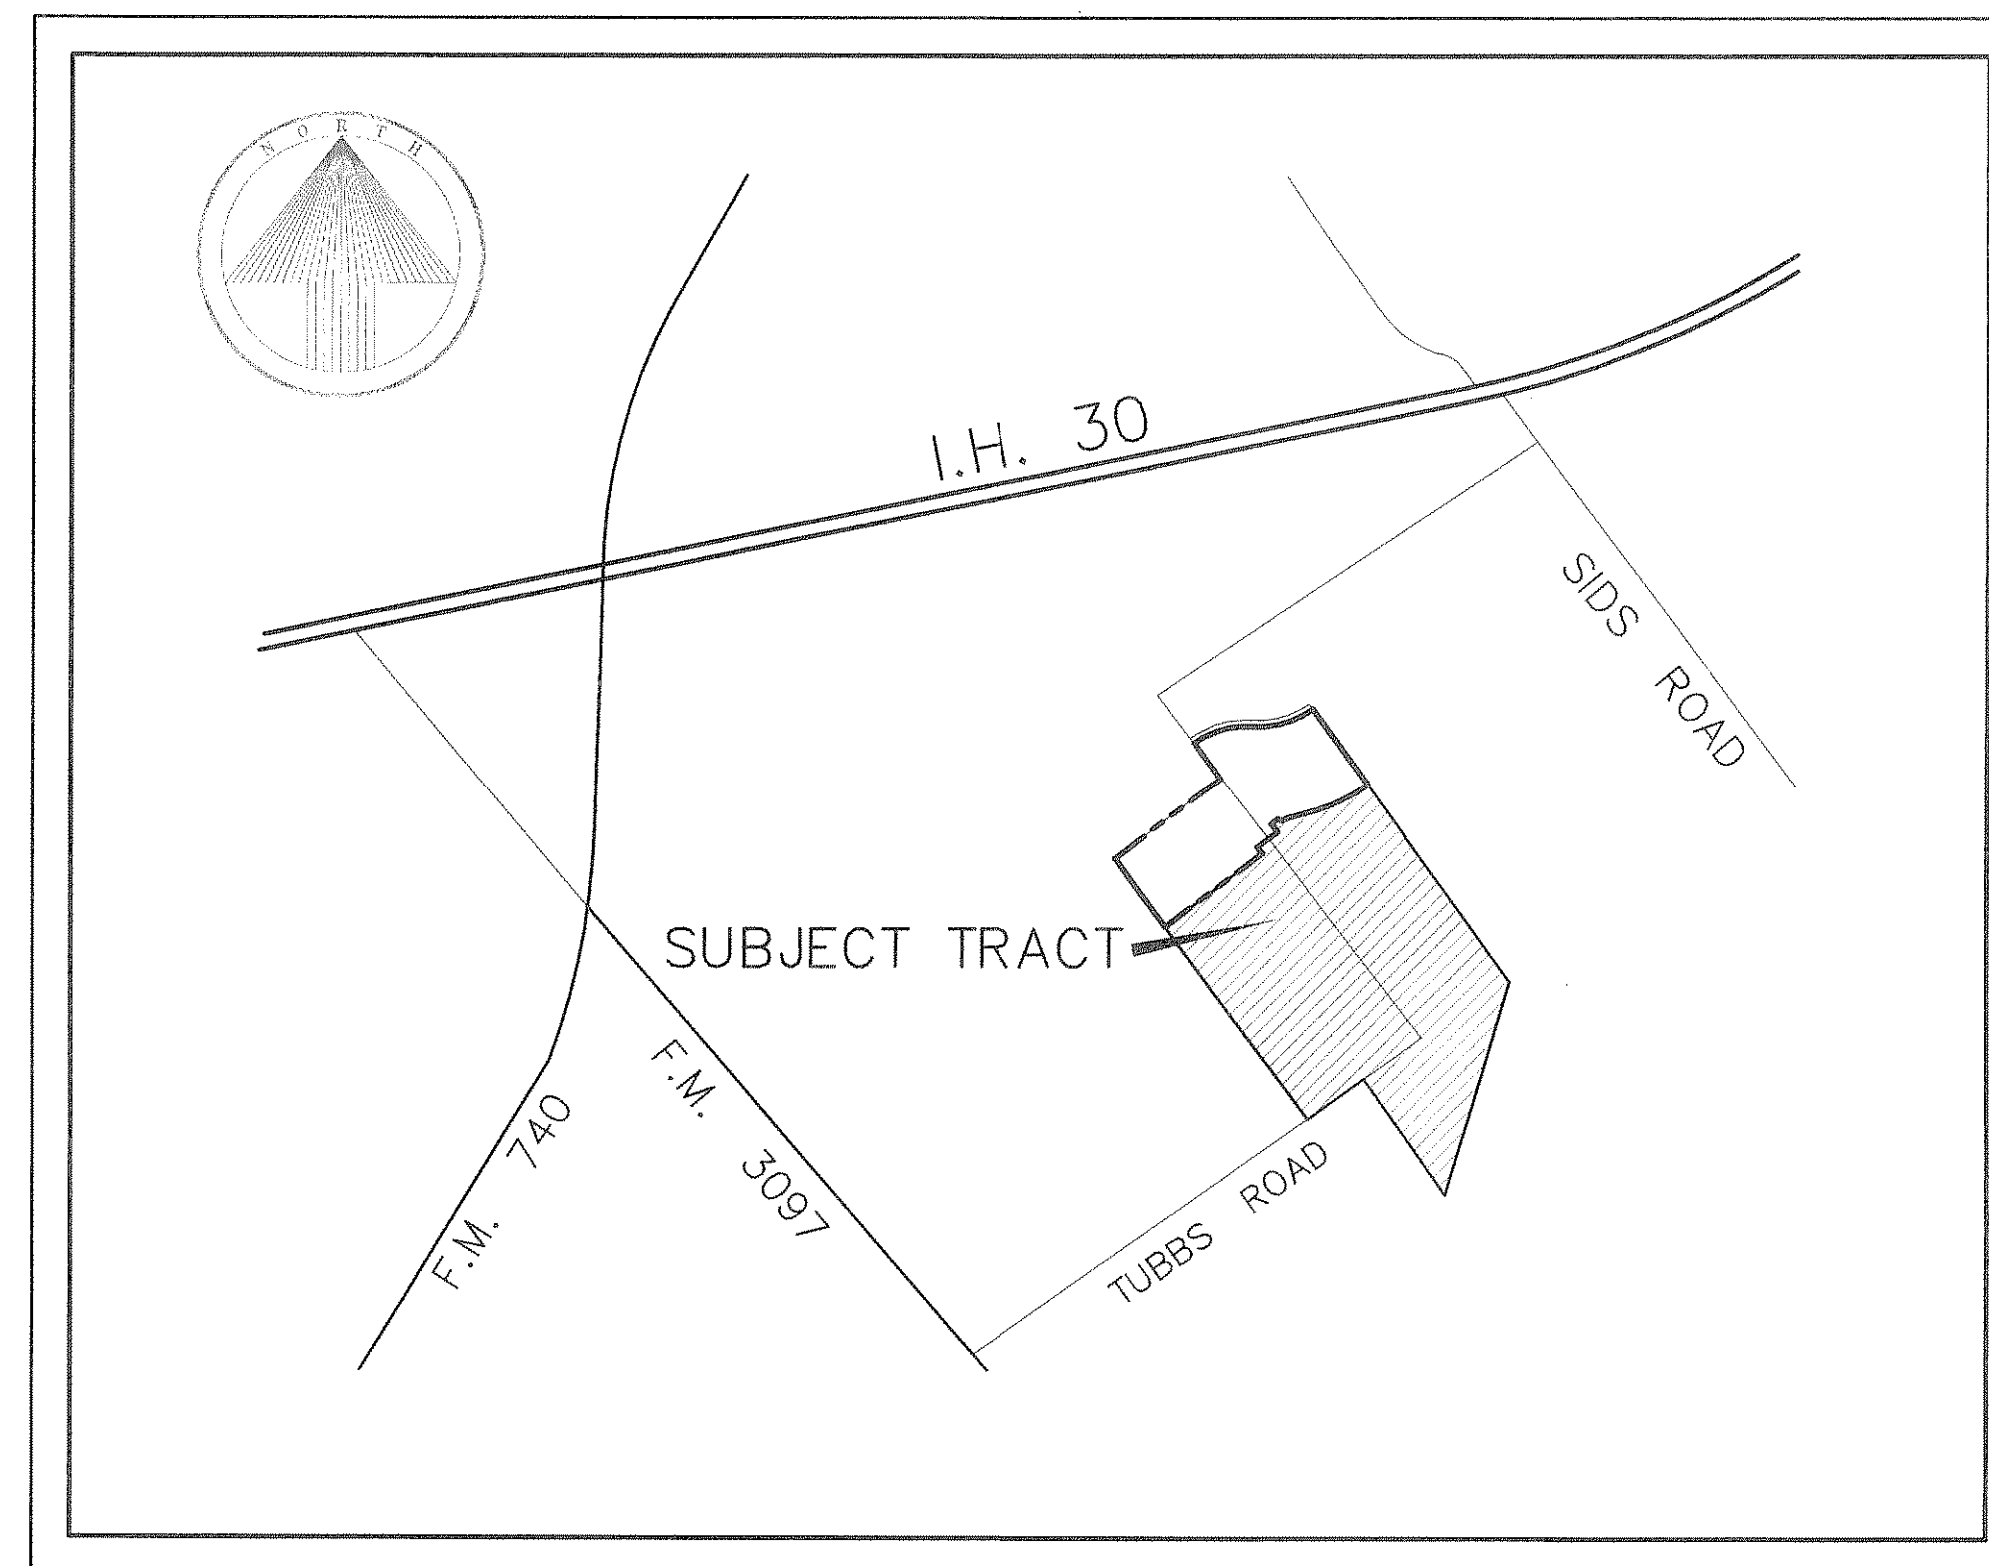 NORTH
I.H. 30
SIDS ROAD
SUBJECT TRACT
F.M. 740
F.M. 3097
TUBBS ROAD